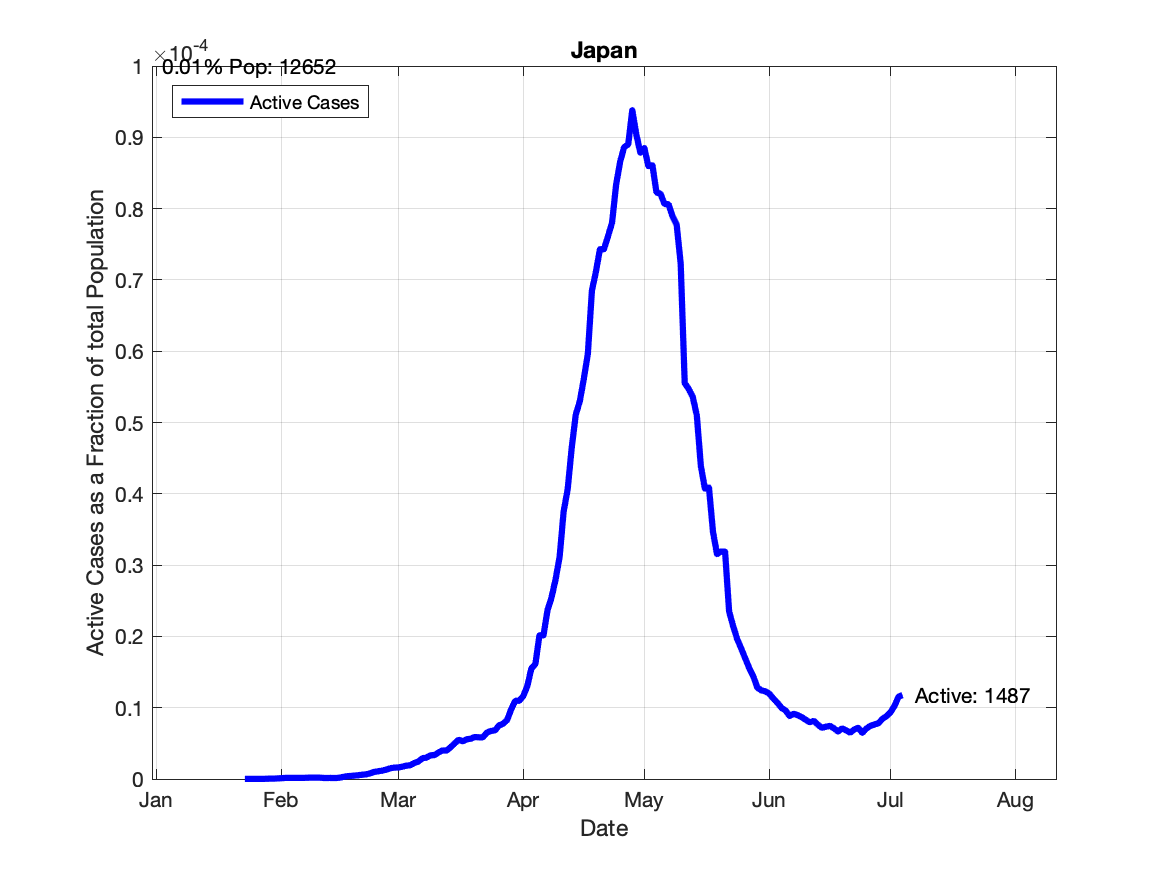 Japan
×10-4
0.01% Pop: 12652
Active Cases
1
0.9
0.8
0.7
0.6
0.5
0.4
0.3
0.2
0.1
0
Active Cases as a Fraction of total Population
Active: 1487
Jan Feb Mar Apr May Jun Jul Aug
Date